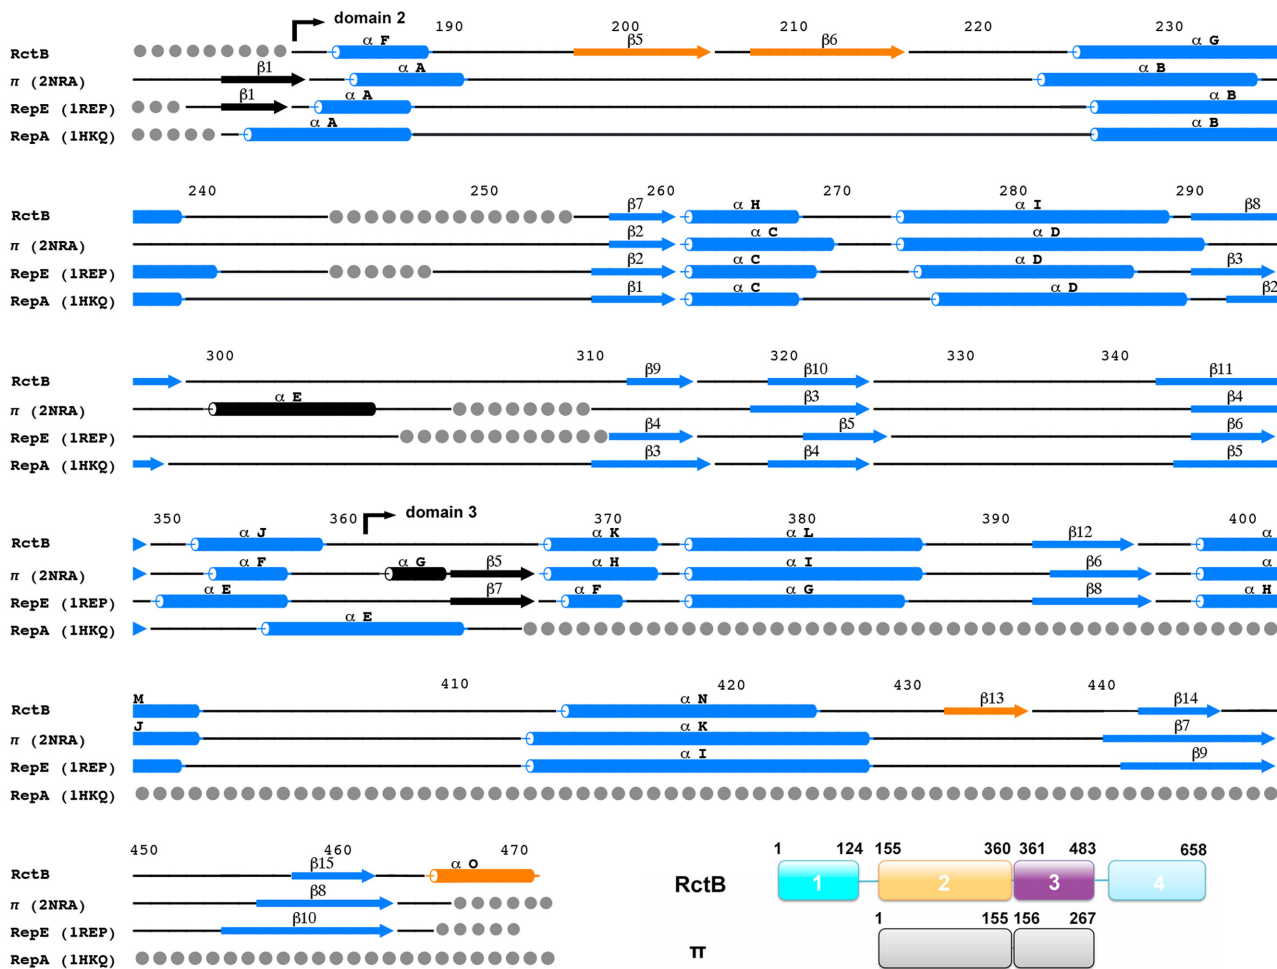 domain 2
190 200 210 220 230
RctB α F β5 β6 α G
π (2NRA) β1 α A α B
RepE (1REP) β1 α A α B
RepA (1HKQ) α A α B
240 250 260 270 280 290
RctB β7 α H α I β8
π (2NRA) β2 α C α D
RepE (1REP) β2 α C α D β3
RepA (1HKQ) β1 α C α D β2
300 310 320 330 340
RctB β9 β10 β11
π (2NRA) α E β3 β4
RepE (1REP) β4 β5 β6
RepA (1HKQ) β3 β4 β5
350 360 domain 3 370 380 390 400
RctB α J α K α L β12 α
π (2NRA) α F α G β5 α H α I β6 α
RepE (1REP) α E β7 α F α G β8 α H
RepA (1HKQ) α E
410 420 430 440
RctB M α N β13 β14
π (2NRA) J α K β7
RepE (1REP) α I β9
RepA (1HKQ)
450 460 470
RctB β15 α O
π (2NRA) β8
RepE (1REP) β10
RepA (1HKQ)
1 124 155 360 361 483 658
RctB 1 2 3 4
1 155 156 267
π